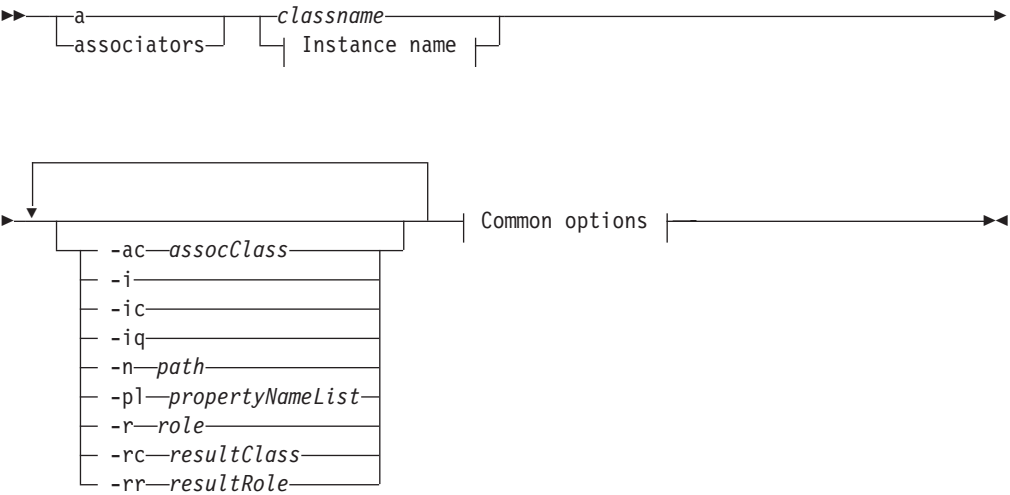 a classname
associators Instance name
Common options
-ac assocClass
-i
-ic
-iq
-n path
-pl propertyNameList
-r role
-rc resultClass
-rr resultRole